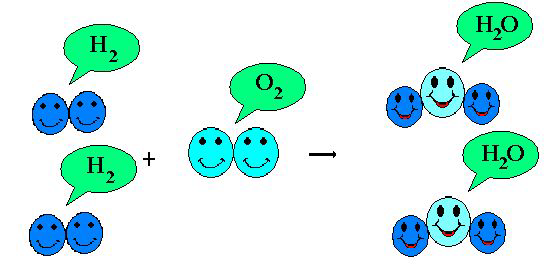 H₂
H₂
+
O₂
→
H₂O
H₂O